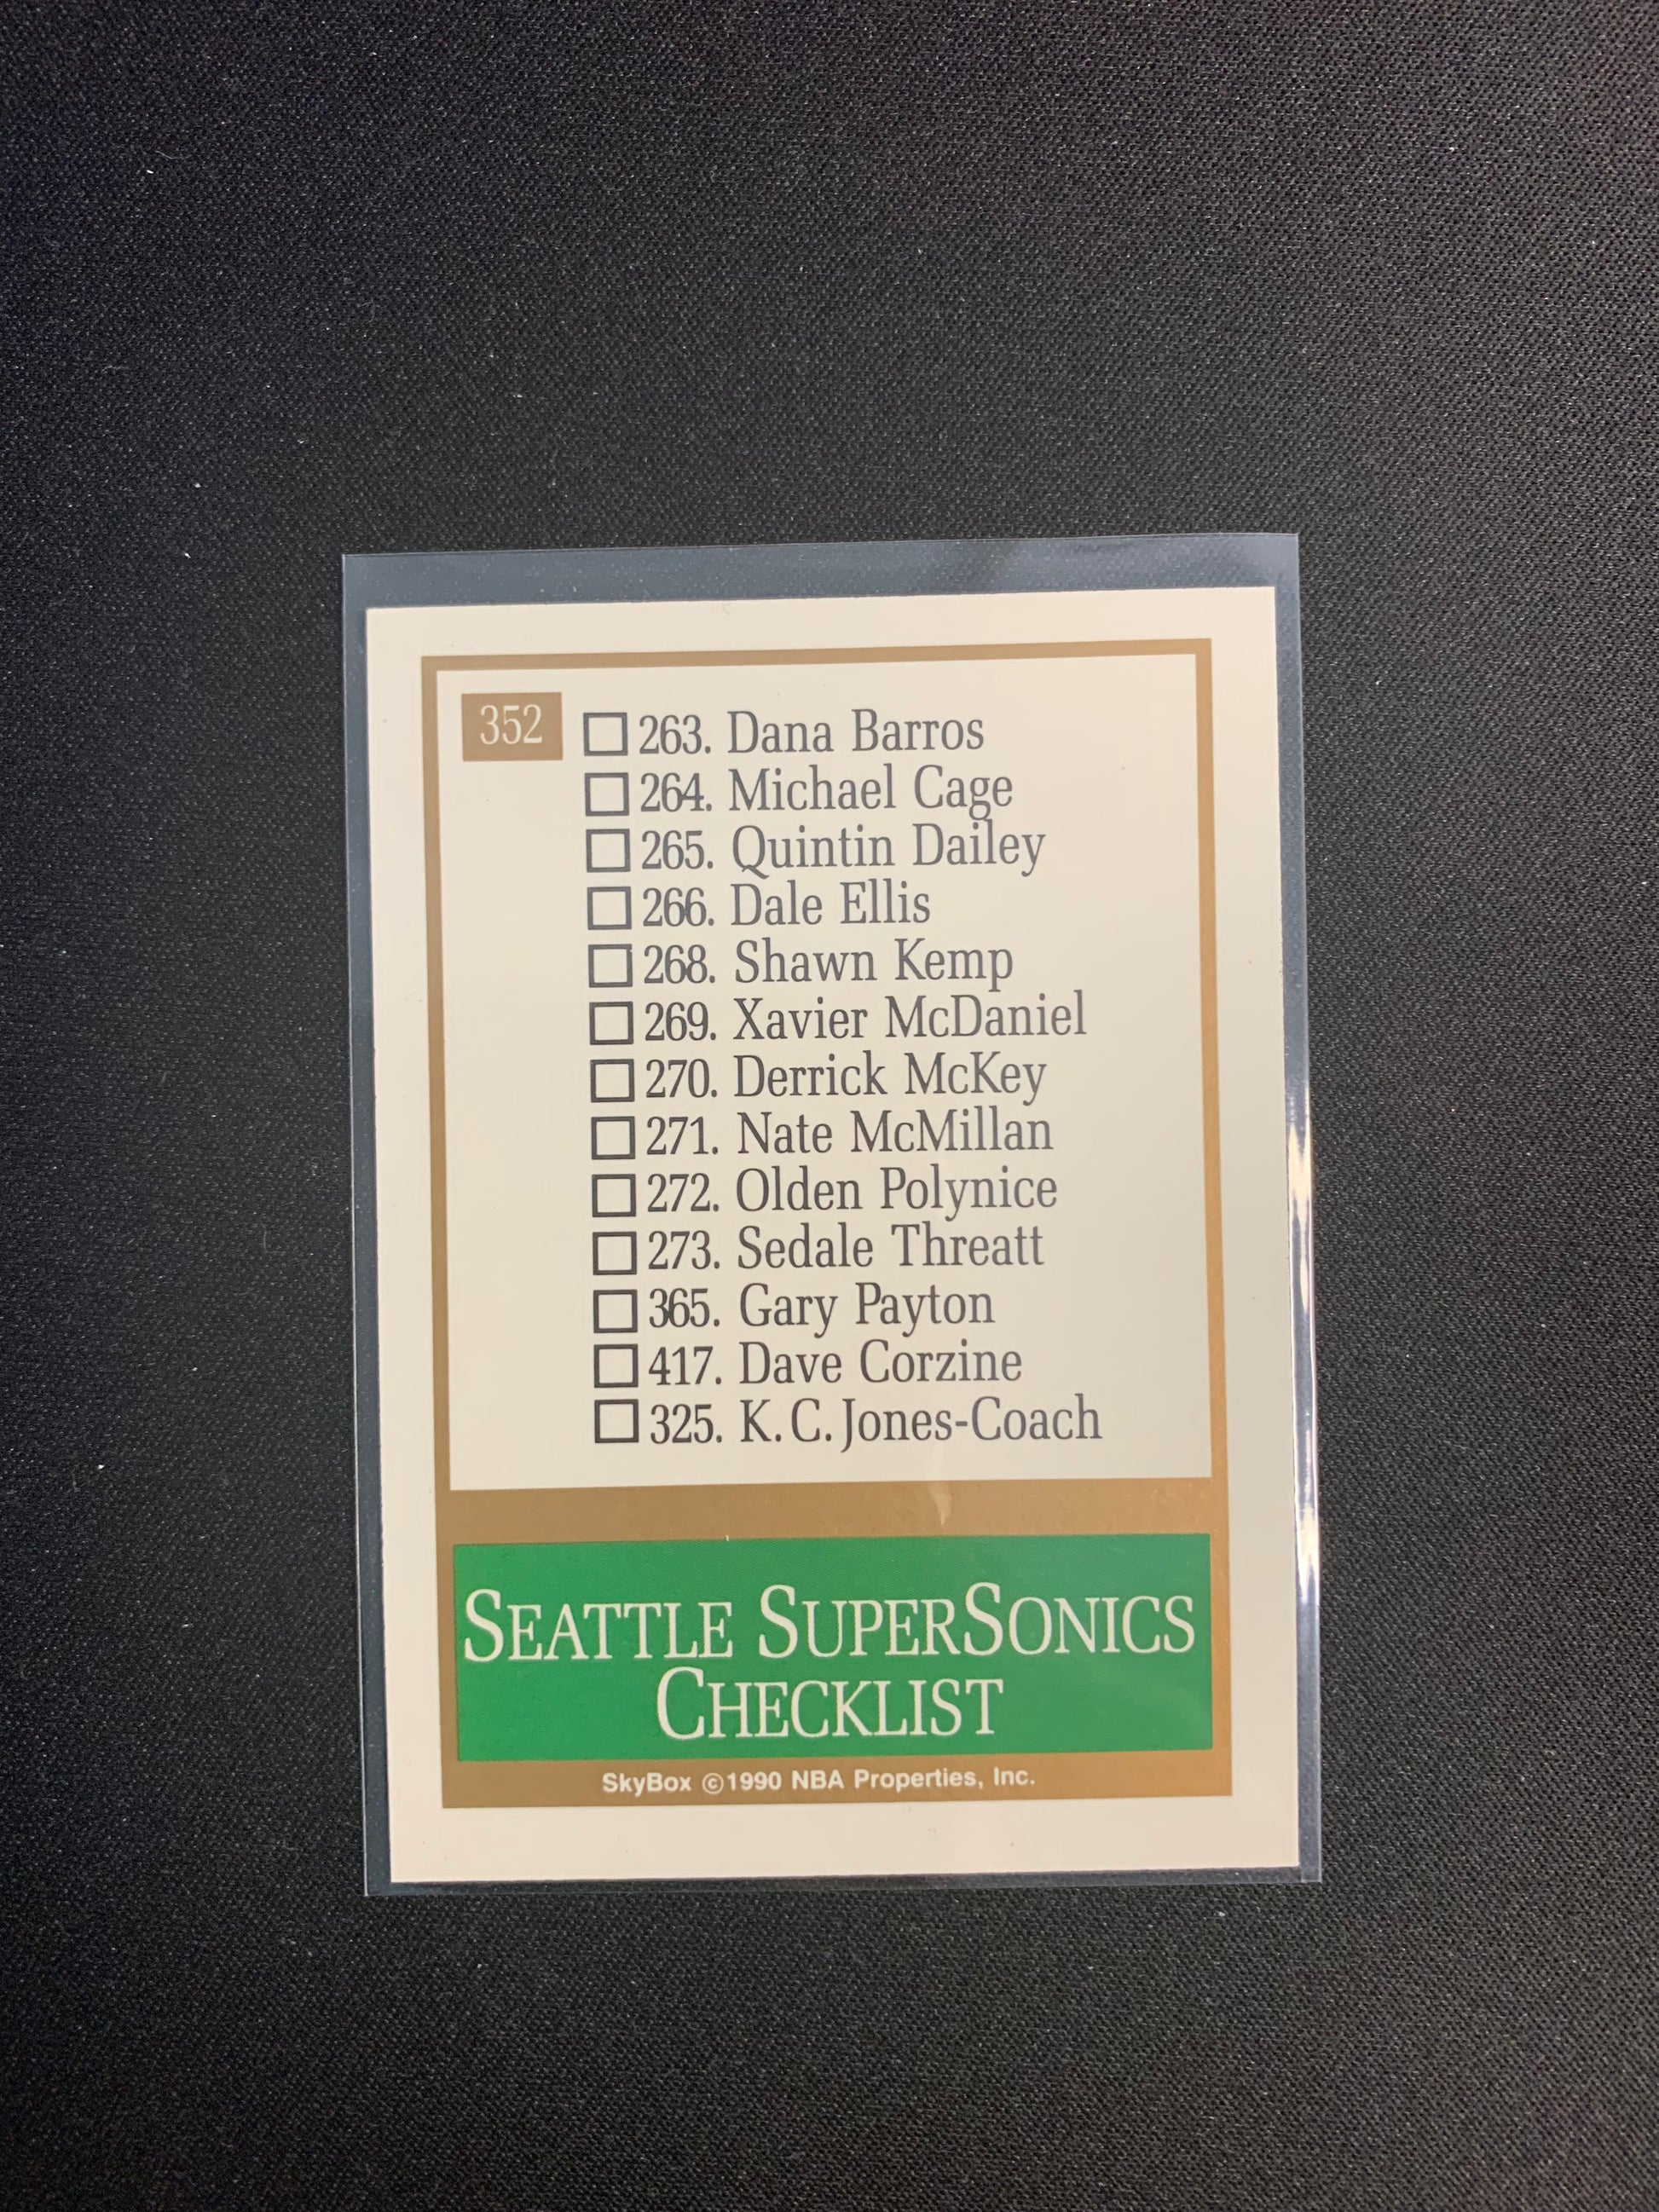 352
263. Dana Barros
264. Michael Cage
265. Quintin Dailey
266. Dale Ellis
268. Shawn Kemp
269. Xavier McDaniel
270. Derrick McKey
271. Nate McMillan
272. Olden Polynice
273. Sedale Threatt
365. Gary Payton
417. Dave Corzine
325. K.C. Jones-Coach
SEATTLE SUPERSONICS
CHECKLIST
SkyBox ©1990 NBA Properties, Inc.